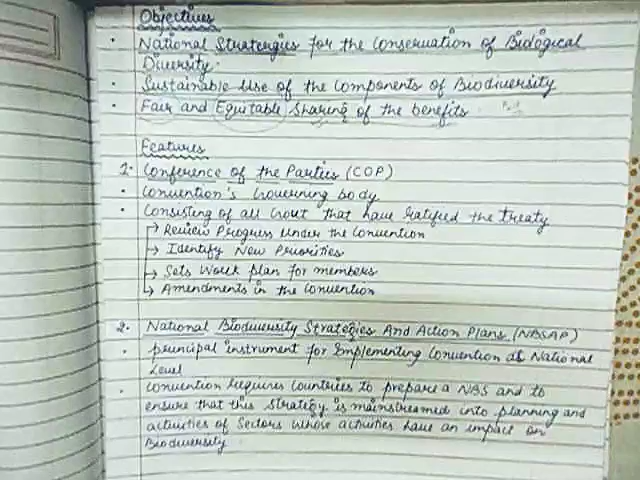 Objectives
• National Stratergies for the Conservation of Biological
Diversity.
• Sustainable Use of the Components of Biodiversity
• Fair and Equitable Sharing of the benefits
Features
1. Conference of the Parties (COP)
• Convention's Governing body
• Consisting of all Govt that have Ratified the treaty
→ Review Progress Under the Convention
→ Identify New Priorities
→ Sets Work plan for members
→ Amendments in the Convention
2. National Biodiversity Strategies And Action Plans (NBSAP)
• principal instrument for Implementing Convention at National
Level
• Convention requires Countries to prepare a NBS and to
ensure that this Strategy is mainstreamed into planning and
activities of Sectors whose activities have an impact on
Biodiversity